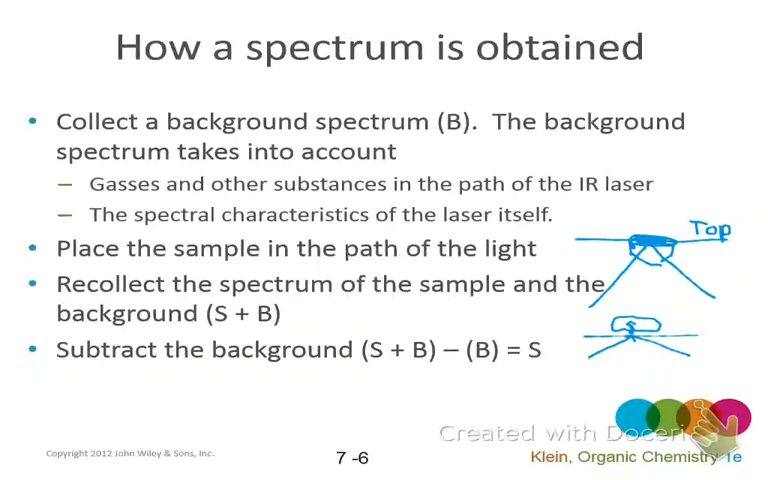 How a spectrum is obtained
• Collect a background spectrum (B). The background
spectrum takes into account
– Gasses and other substances in the path of the IR laser
– The spectral characteristics of the laser itself.
Top
• Place the sample in the path of the light
• Recollect the spectrum of the sample and the
background (S + B)
• Subtract the background (S + B) – (B) = S
S
Created with Doceri
Copyright 2012 John Wiley & Sons, Inc.
7 -6
Klein, Organic Chemistry 1e